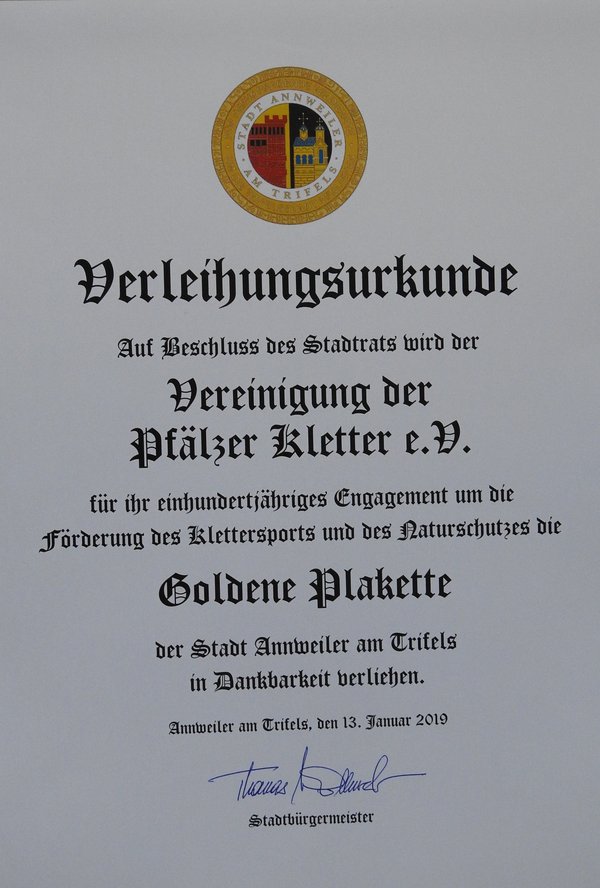 STADT ANNWEILER
AM TRIFELS
Verleihungsurkunde
Auf Beschluss des Stadtrats wird der
Vereinigung der
Pfälzer Kletter e.V.
für ihr einhundertjähriges Engagement um die
Förderung des Klettersports und des Naturschutzes die
Goldene Plakette
der Stadt Annweiler am Trifels
in Dankbarkeit verliehen.
Annweiler am Trifels, den 13. Januar 2019
Thomas
Stadtbürgermeister